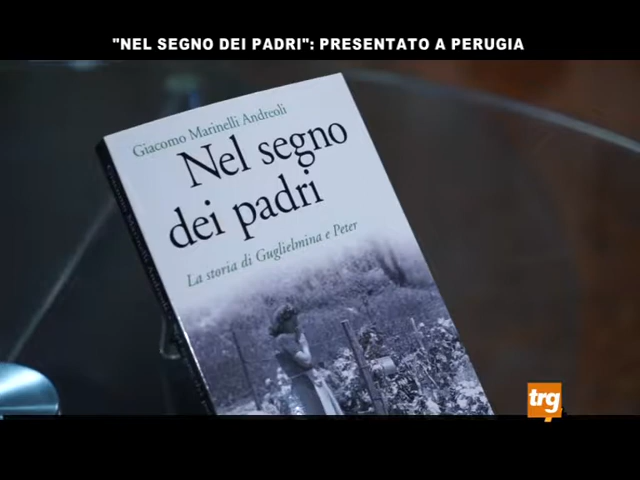 "NEL SEGNO DEI PADRI": PRESENTATO A PERUGIA
Giacomo Marinelli Andreoli
Nel segno
dei padri
La storia di Guglielmina e Peter
trg